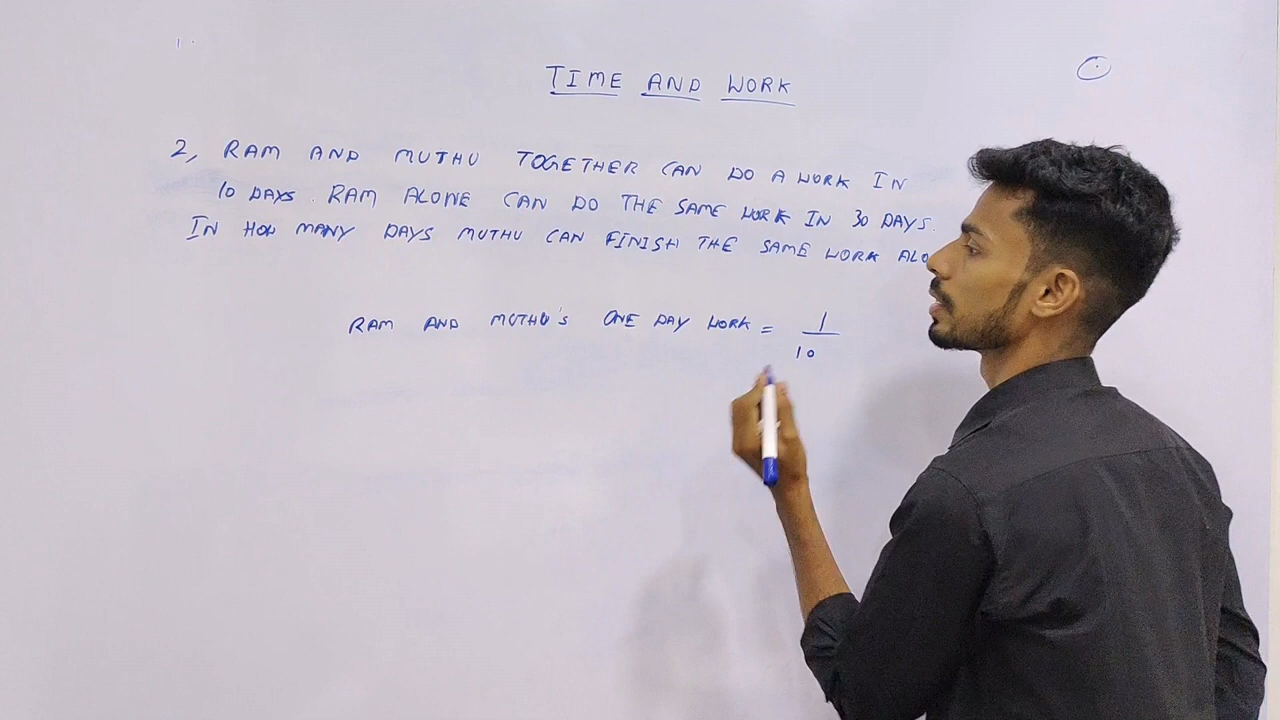 TIME AND WORK
2, RAM AND MUTHU TOGETHER CAN DO A WORK IN
10 DAYS. RAM ALONE CAN DO THE SAME WORK IN 30 DAYS.
IN HOW MANY DAYS MUTHU CAN FINISH THE SAME WORK ALO
RAM AND MUTHU'S ONE DAY WORK = 1/10